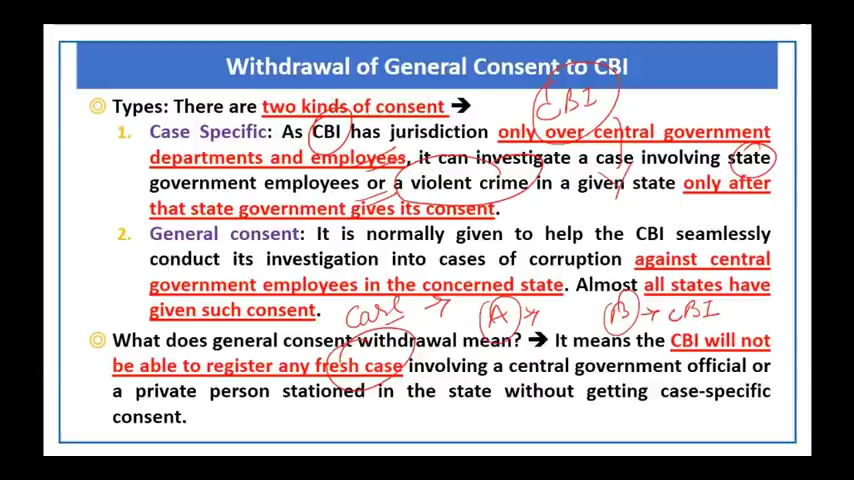 Withdrawal of General Consent to CBI
CBI
◎ Types: There are two kinds of consent ➔
1. Case Specific: As CBI has jurisdiction only over central government
departments and employees, it can investigate a case involving state
government employees or a violent crime in a given state only after
that state government gives its consent.
2. General consent: It is normally given to help the CBI seamlessly
conduct its investigation into cases of corruption against central
government employees in the concerned state. Almost all states have
given such consent.
Case → A → B → CBI
◎ What does general consent withdrawal mean? ➔ It means the CBI will not
be able to register any fresh case involving a central government official or
a private person stationed in the state without getting case-specific
consent.